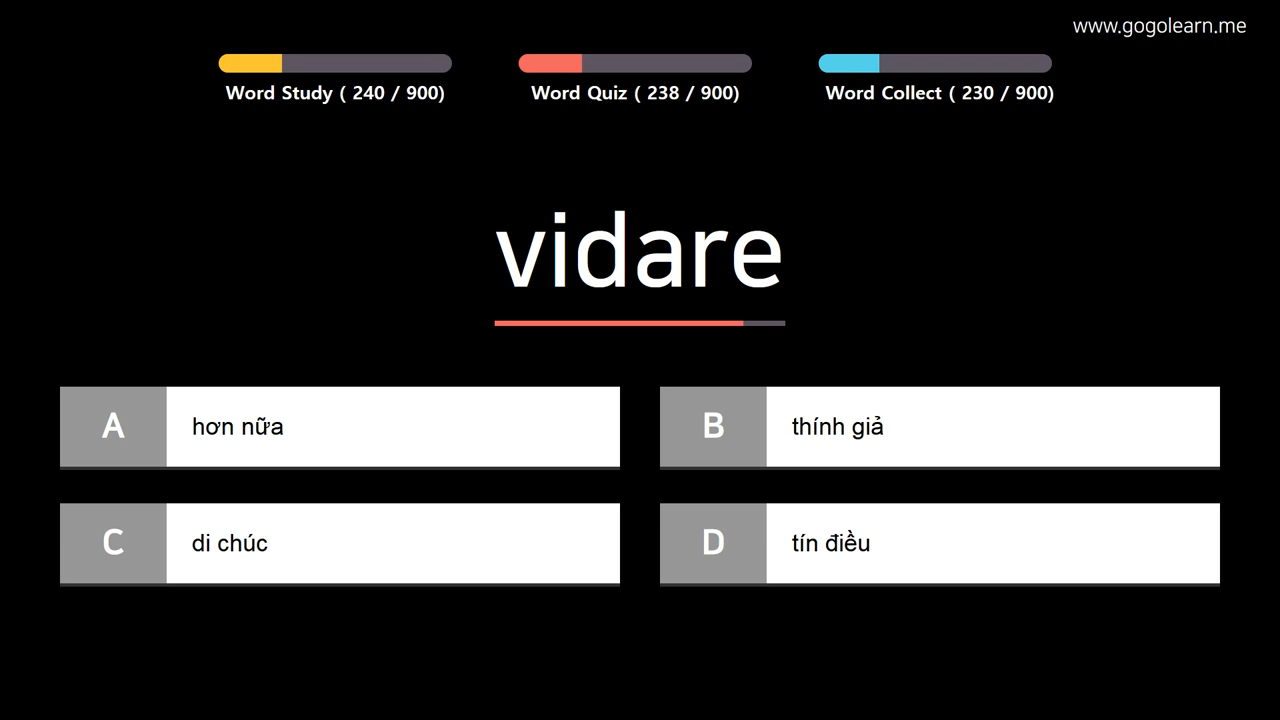 www.gogolearn.me
Word Study ( 240 / 900)
Word Quiz ( 238 / 900)
Word Collect ( 230 / 900)
vidare
A hơn nữa
B thính giả
C di chúc
D tín điều